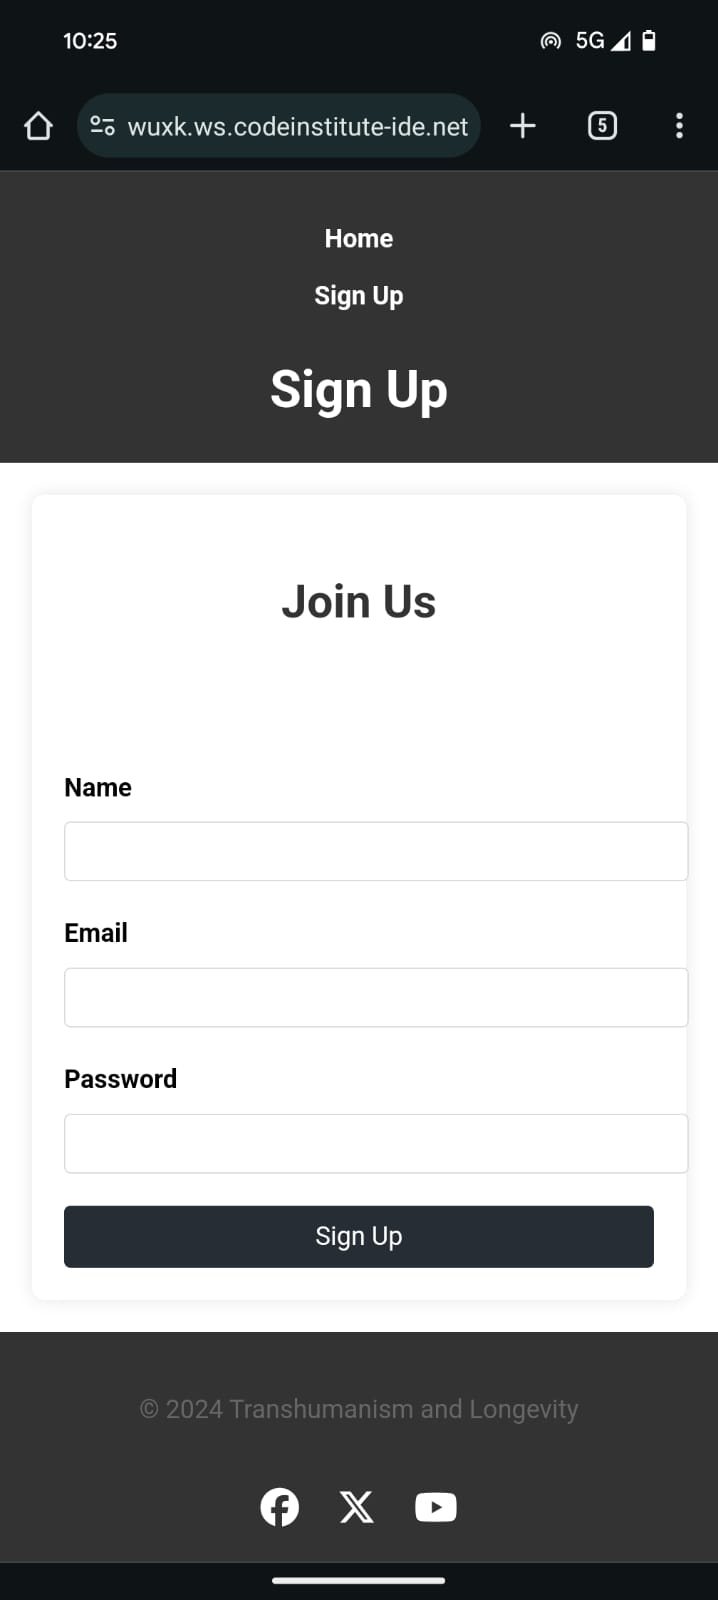 10:25
5G
wuxk.ws.codeinstitute-ide.net
5
Home
Sign Up
Sign Up
Join Us
Name
Email
Password
Sign Up
© 2024 Transhumanism and Longevity